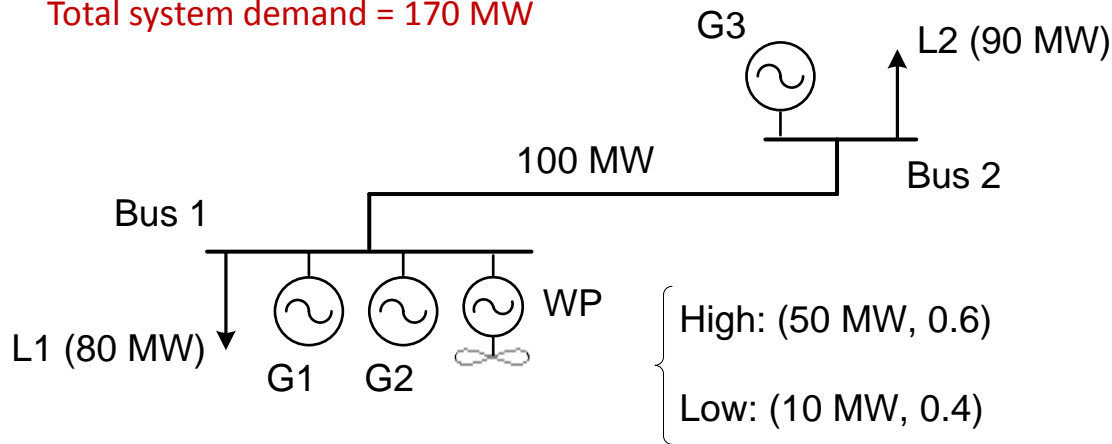 Total system demand = 170 MW
G3
L2 (90 MW)
100 MW
Bus 2
Bus 1
WP
High: (50 MW, 0.6)
L1 (80 MW)
G1
G2
Low: (10 MW, 0.4)